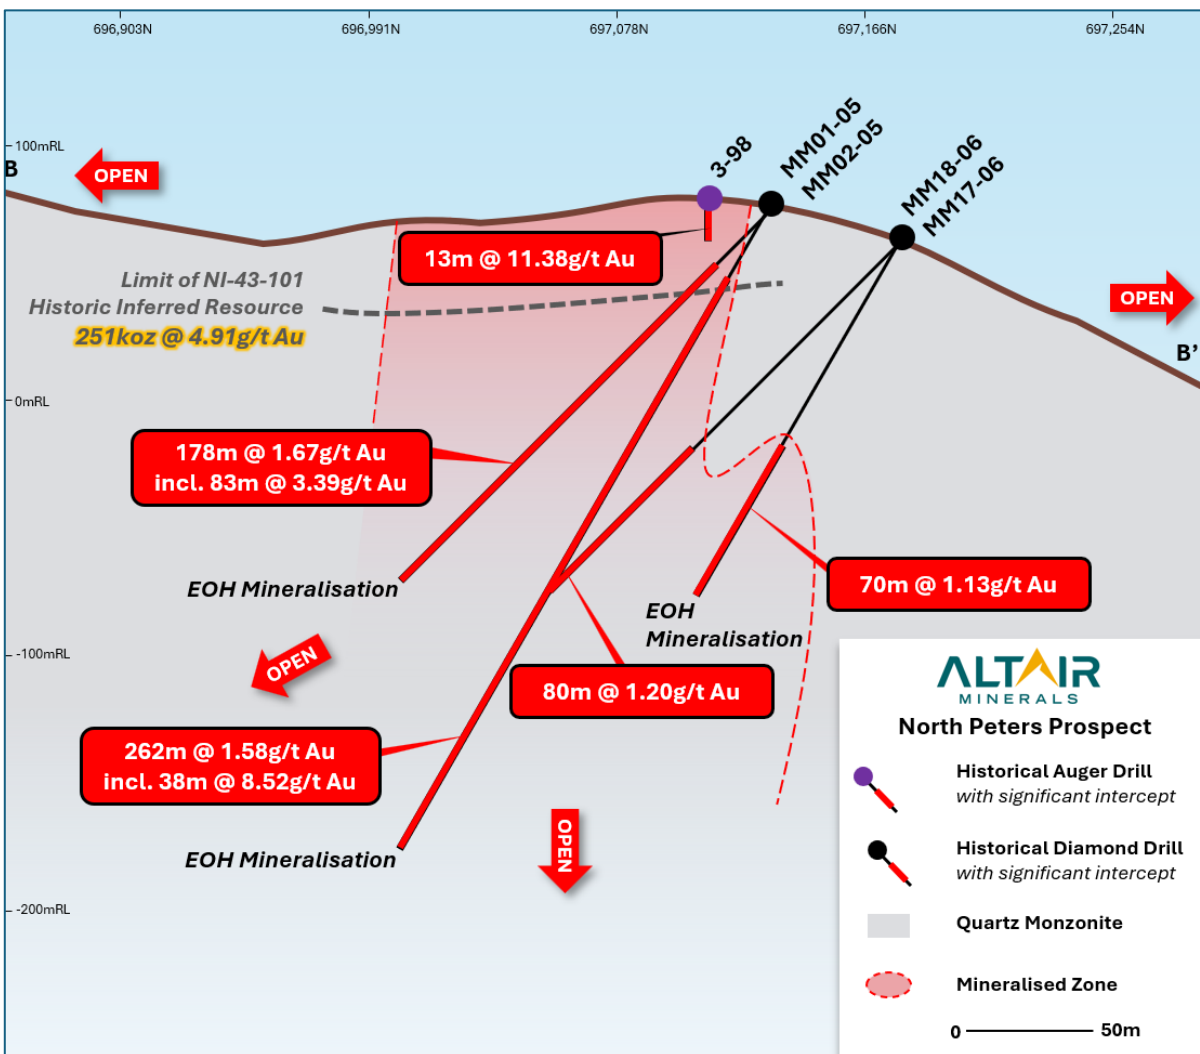 696,903N
696,991N
697,078N
697,166N
697,254N
100mRL
B
OPEN
3-98
MM01-05
MM02-05
MM18-06
MM17-06
13m @ 11.38g/t Au
Limit of NI-43-101
Historic Inferred Resource
251koz @ 4.91g/t Au
OPEN
B’
0mRL
178m @ 1.67g/t Au
incl. 83m @ 3.39g/t Au
EOH Mineralisation
70m @ 1.13g/t Au
EOH
Mineralisation
-100mRL
OPEN
80m @ 1.20g/t Au
262m @ 1.58g/t Au
incl. 38m @ 8.52g/t Au
EOH Mineralisation
OPEN
-200mRL
ALTAIR
MINERALS
North Peters Prospect
Historical Auger Drill
with significant intercept
Historical Diamond Drill
with significant intercept
Quartz Monzonite
Mineralised Zone
0
50m